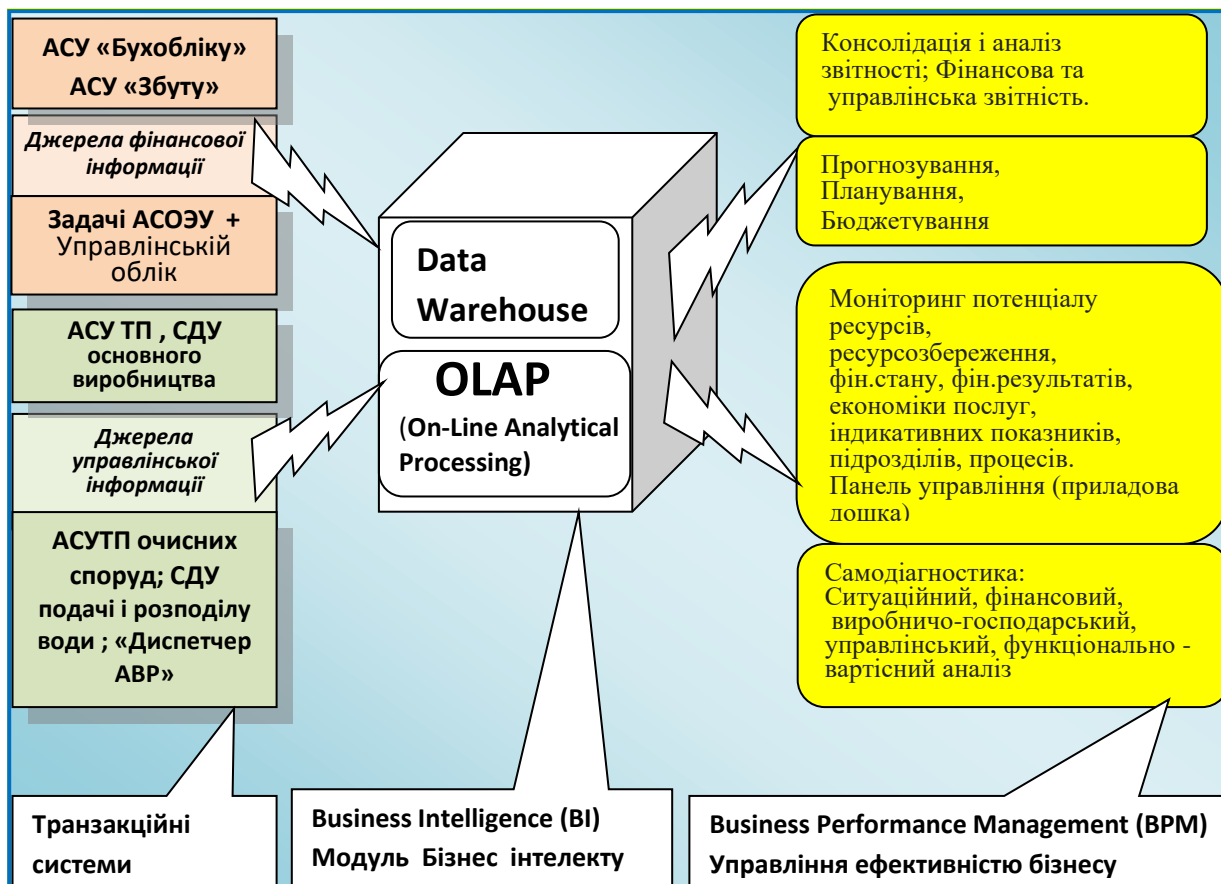 АСУ «Бухобліку»
АСУ «Збуту»
Джерела фінансової
інформації
Задачі АСОЭУ +
Управлінській
облік
АСУ ТП , СДУ
основного
виробництва
Джерела
управлінської
інформації
АСУТП очисних
споруд; СДУ
подачі і розподілу
води ; «Диспетчер
АВР»
Транзакційні
системи
Data
Warehouse
OLAP
(On-Line Analytical
Processing)
Business Intelligence (BI)
Модуль Бізнес інтелекту
Консолідація і аналіз
звітності; Фінансова та
управлінська звітність.
Прогнозування,
Планування,
Бюджетування
Моніторинг потенціалу
ресурсів,
ресурсозбереження,
фін.стану, фін.результатів,
економіки послуг,
індикативних показників,
підрозділів, процесів.
Панель управління (приладова
дошка)
Самодіагностика:
Ситуаційний, фінансовий,
виробничо-господарський,
управлінський, функціонально -
вартісний аналіз
Business Performance Management (BPM)
Управління ефективністю бізнесу